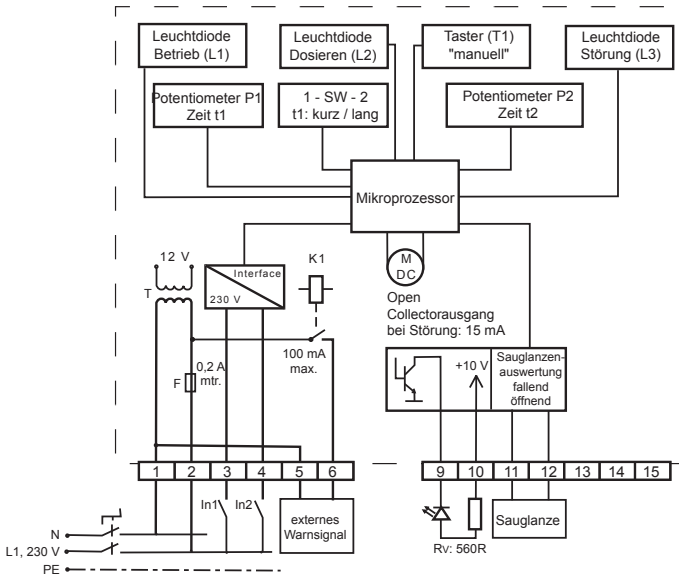 Leuchtdiode
Betrieb (L1)
Leuchtdiode
Dosieren (L2)
Taster (T1)
"manuell"
Leuchtdiode
Störung (L3)
Potentiometer P1
Zeit t1
1 - SW - 2
t1: kurz / lang
Potentiometer P2
Zeit t2
Mikroprozessor
12 V
T
Interface
230 V
K1
M
DC
Open
Collectorausgang
bei Störung: 15 mA
100 mA
max.
0,2 A
mtr.
F
+10 V
Sauglanzen-
auswertung
fallend
öffnend
1 2 3 4 5 6
9 10 11 12 13 14 15
In1 In2
externes
Warnsignal
Sauglanze
RV: 560R
N
L1, 230 V
PE